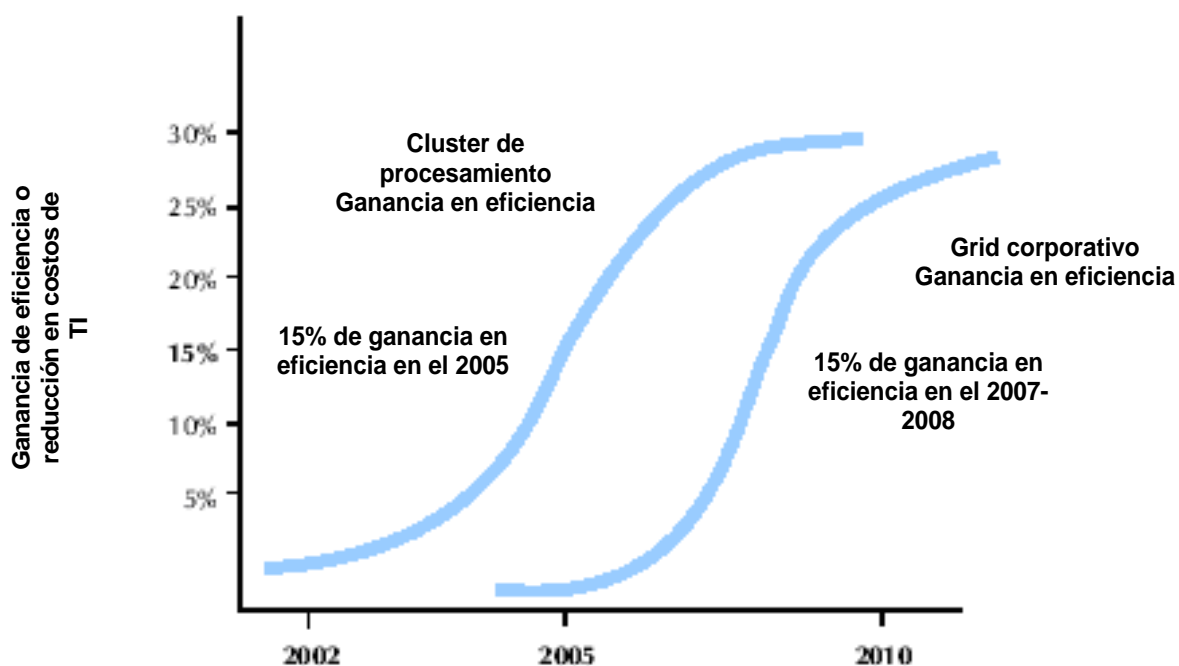 Ganancia de eficiencia o
reducción en costos de
TI
30%
25%
20%
15%
10%
5%
Cluster de
procesamiento
Ganancia en eficiencia
Grid corporativo
Ganancia en eficiencia
15% de ganancia en
eficiencia en el 2005
15% de ganancia en
eficiencia en el 2007-
2008
2002
2005
2010